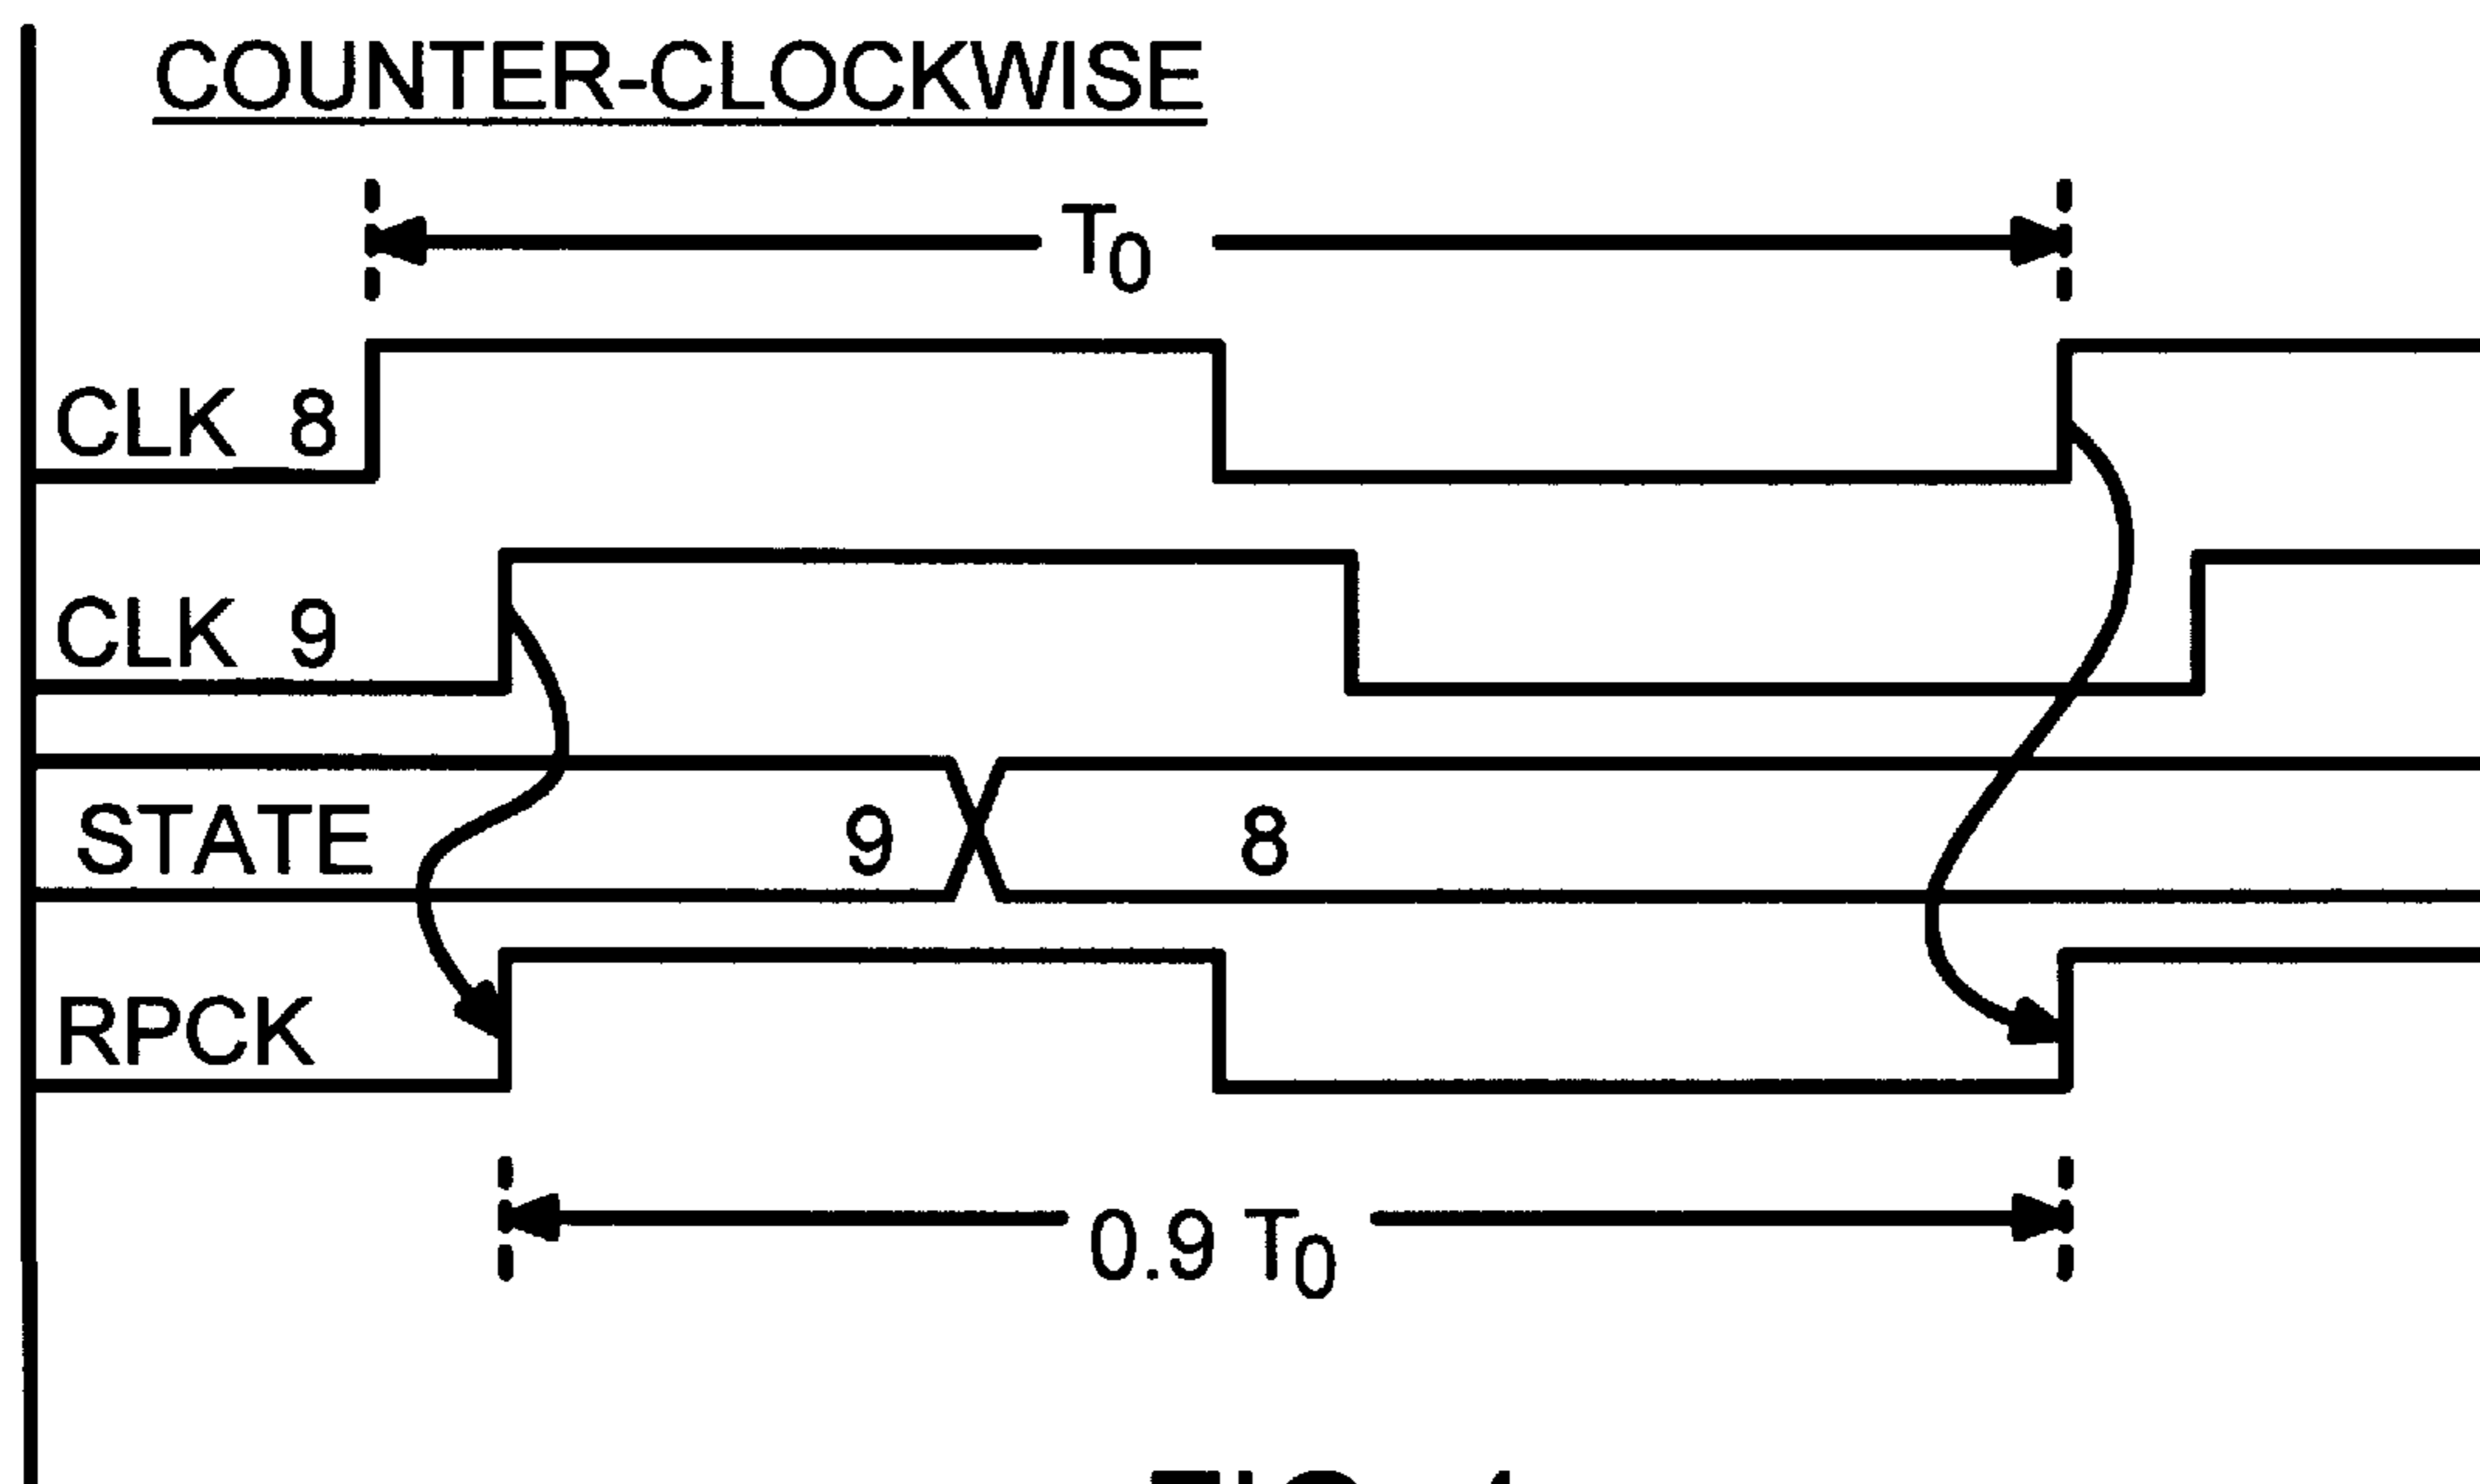 COUNTER-CLOCKWISE
T0
CLK 8
CLK 9
STATE 9 8
RPCK
0.9 T0